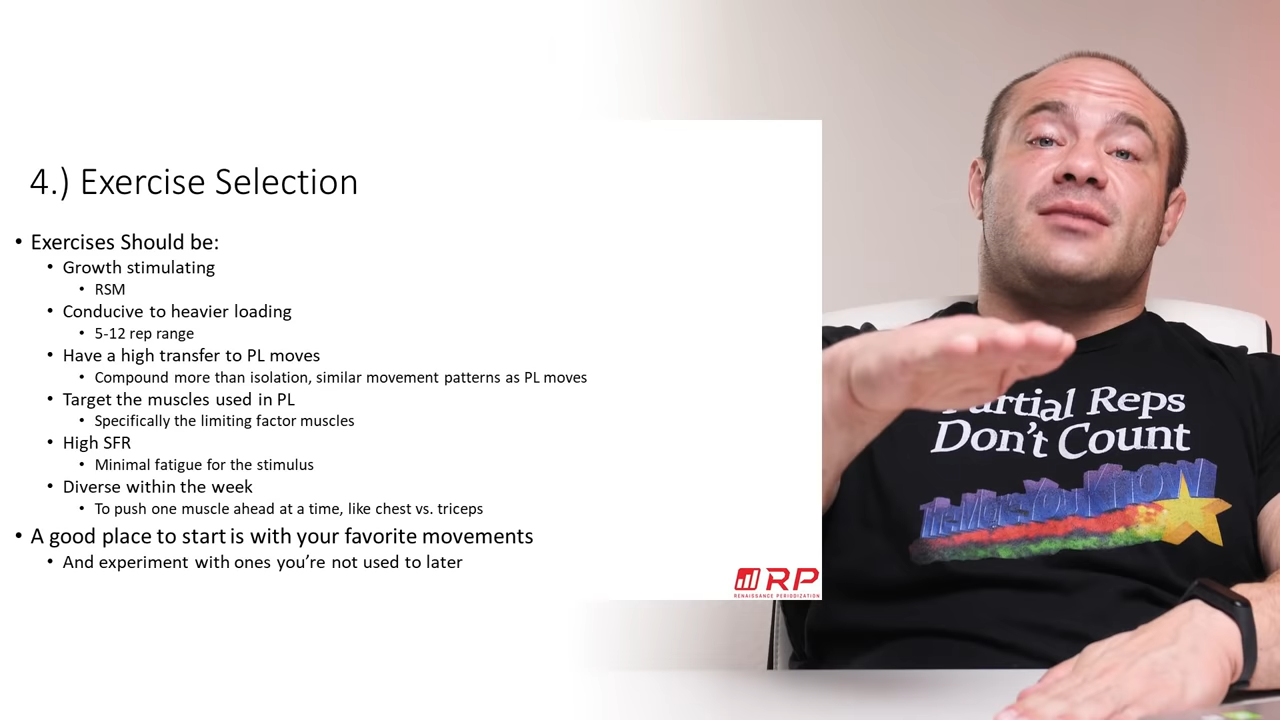 4.) Exercise Selection
• Exercises Should be:
• Growth stimulating
• RSM
• Conducive to heavier loading
• 5-12 rep range
• Have a high transfer to PL moves
• Compound more than isolation, similar movement patterns as PL moves
• Target the muscles used in PL
• Specifically the limiting factor muscles
• High SFR
• Minimal fatigue for the stimulus
• Diverse within the week
• To push one muscle ahead at a time, like chest vs. triceps
• A good place to start is with your favorite movements
• And experiment with ones you're not used to later
RP
RENAISSANCE PERIODIZATION
Partial Reps
Don't Count
The More You Know